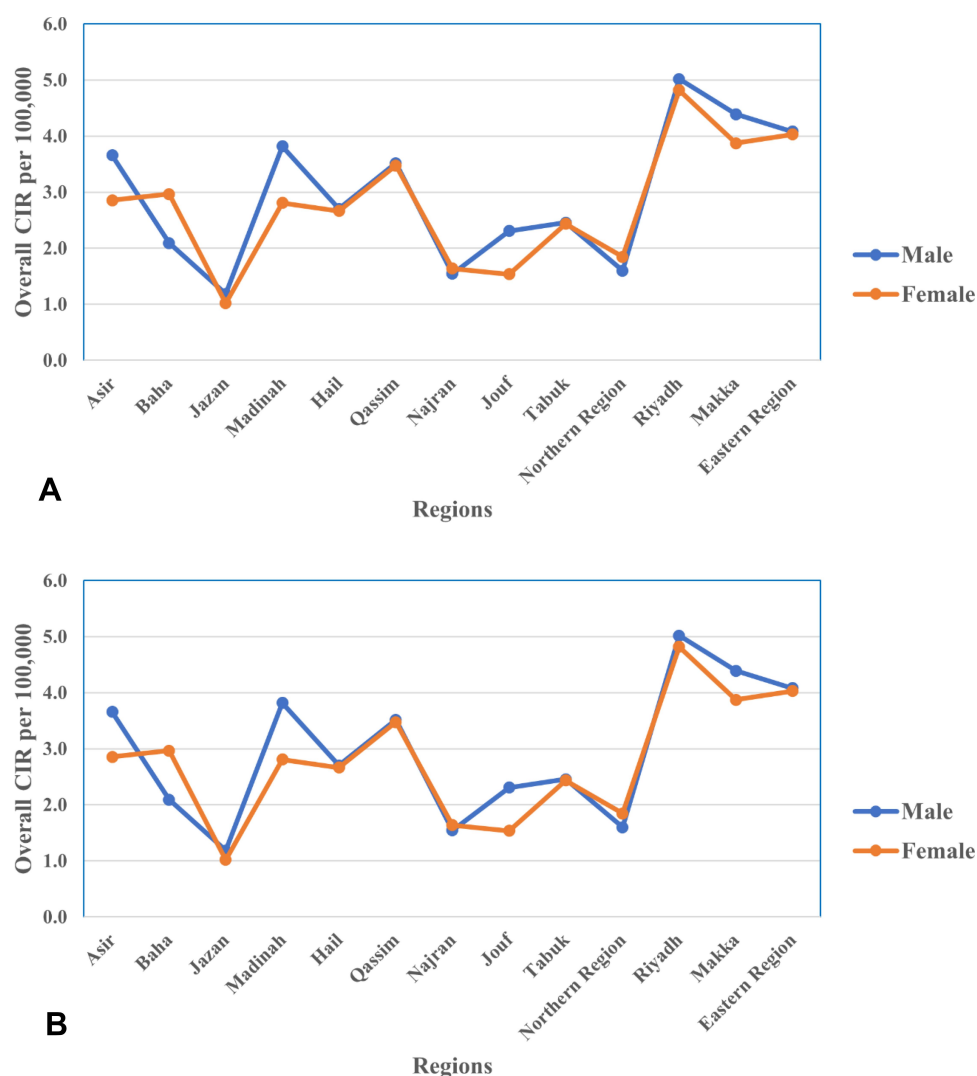 6.0
5.0
4.0
3.0
2.0
1.0
0.0
Overall CIR per 100,000
Male
Female
Asir
Baha
Jazan
Madinah
Hail
Qassim
Najran
Jouf
Tabuk
Northern Region
Riyadh
Makka
Eastern Region
A
Regions
6.0
5.0
4.0
3.0
2.0
1.0
0.0
Overall CIR per 100,000
Male
Female
Asir
Baha
Jazan
Madinah
Hail
Qassim
Najran
Jouf
Tabuk
Northern Region
Riyadh
Makka
Eastern Region
B
Regions